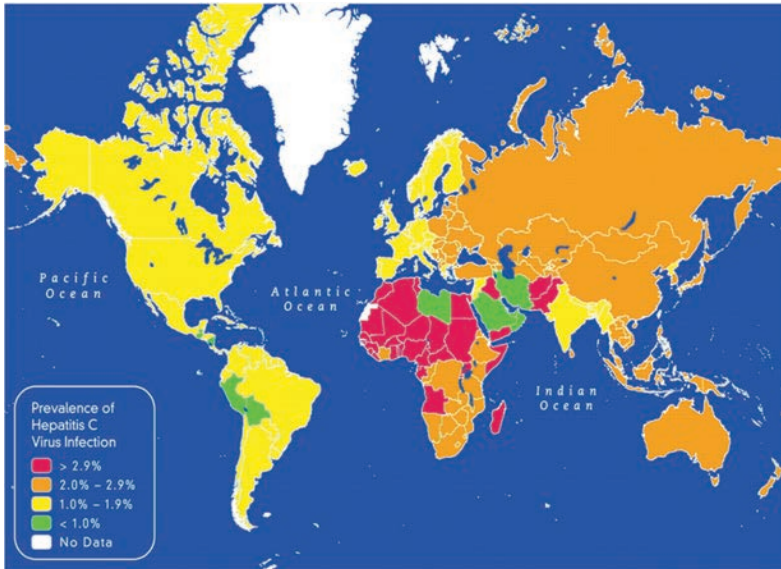 Pacific
Ocean
Atlantic
Ocean
Indian
Ocean
Prevalence of
Hepatitis C
Virus Infection
> 2.9%
2.0% – 2.9%
1.0% – 1.9%
< 1.0%
No Data